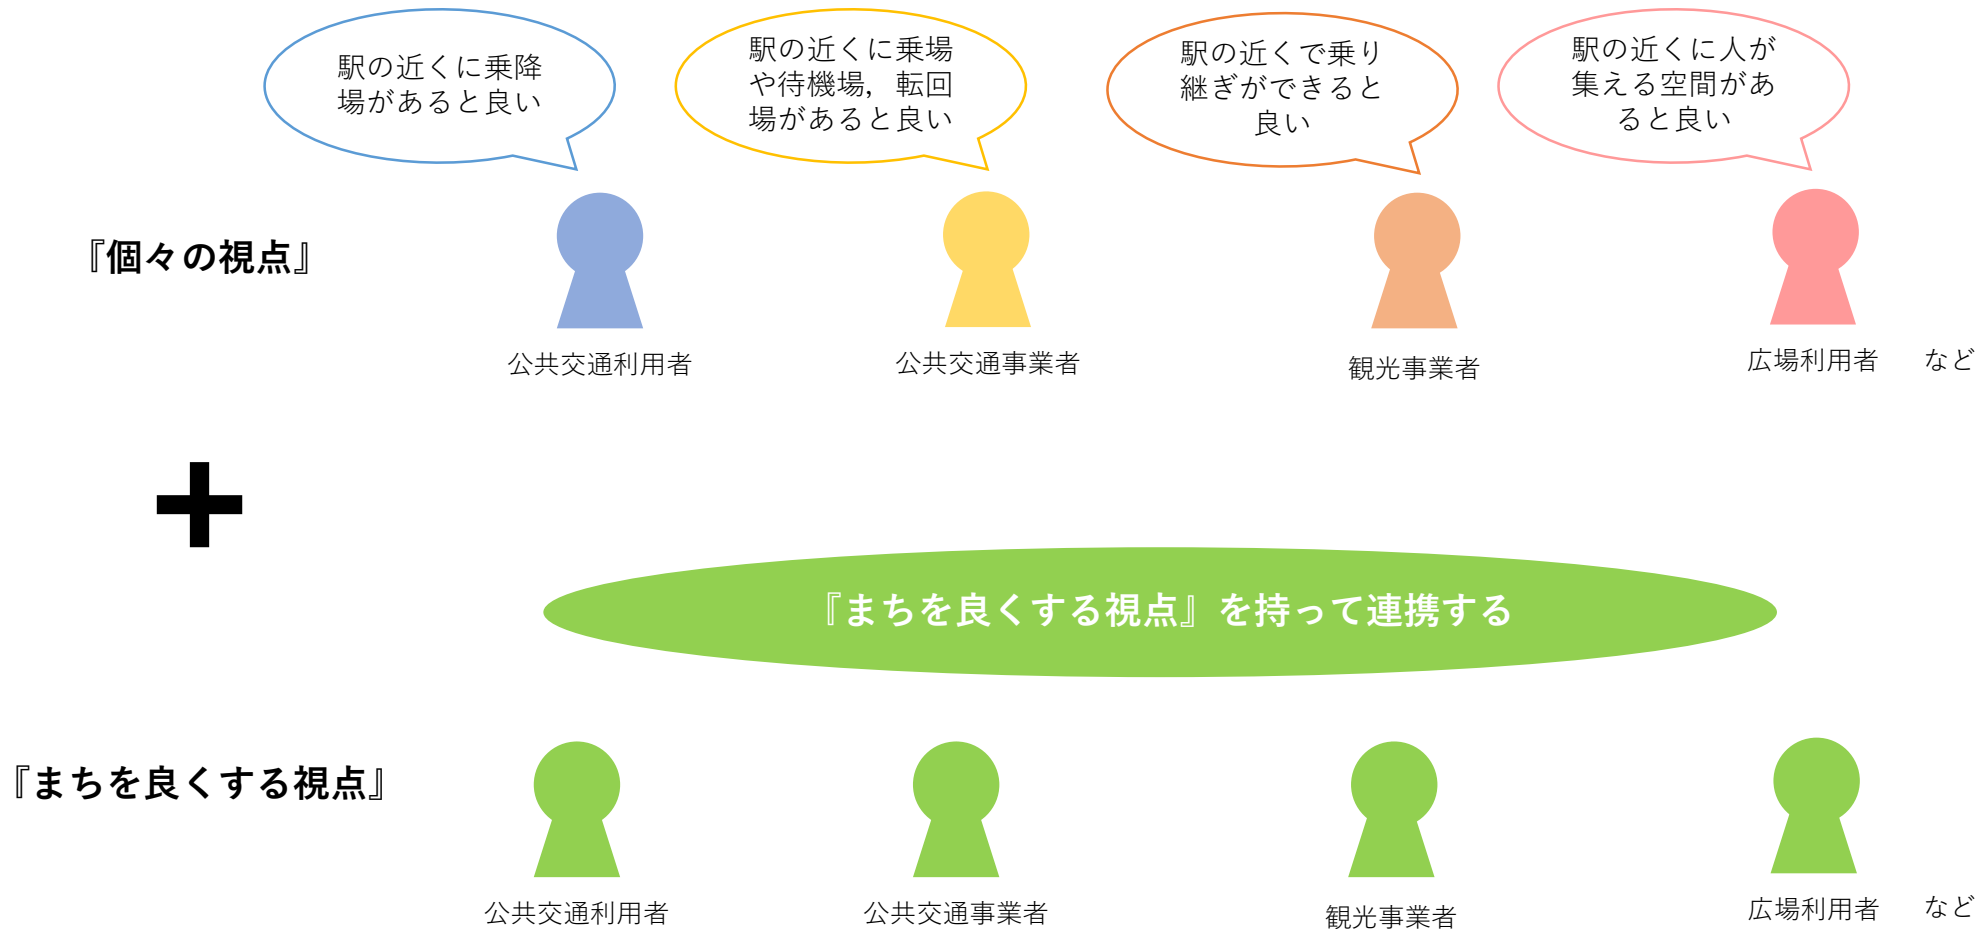 駅の近くに乗降
場があると良い
駅の近くに乗場
や待機場，転回
場があると良い
駅の近くで乗り
継ぎができると
良い
駅の近くに人が
集える空間があ
ると良い
『個々の視点』
公共交通利用者
公共交通事業者
観光事業者
広場利用者
など
『まちを良くする視点』を持って連携する
『まちを良くする視点』
公共交通利用者
公共交通事業者
観光事業者
広場利用者
など